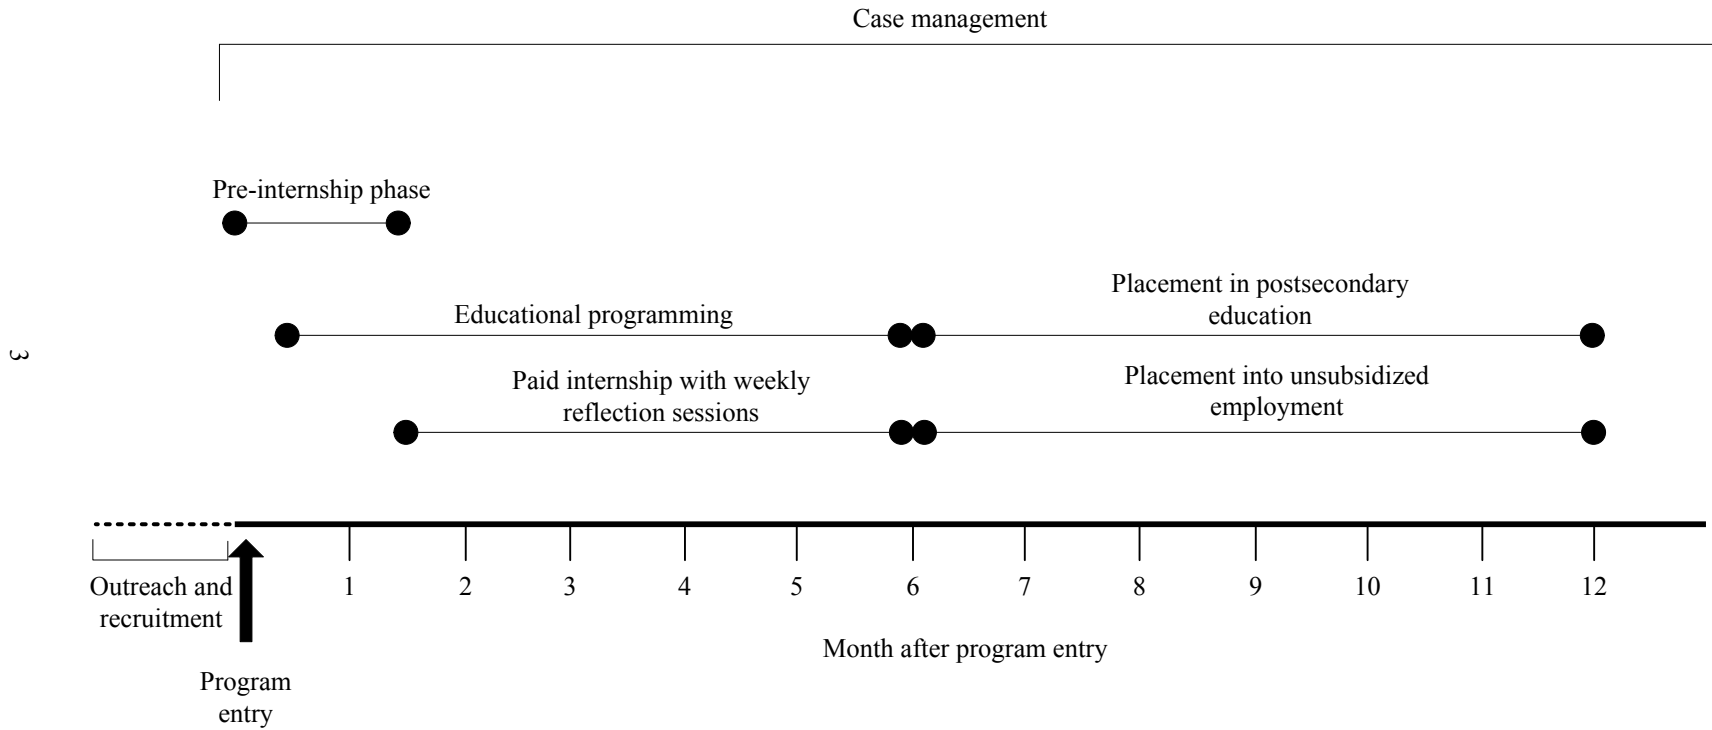 Case management
Pre-internship phase
Placement in postsecondary
education
Educational programming
3
Placement into unsubsidized
employment
Paid internship with weekly
reflection sessions
1 2 3 4 5 6 7 8 9 10 11 12
Outreach and
recruitment
Month after program entry
Program
entry